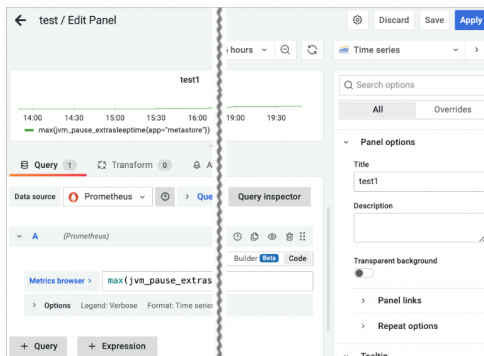 test / Edit Panel
Discard Save Apply
hours
Time series
test1
14:00 14:30 15:00 15:30 16:00 19:00 19:30
max(jvm_pause_extrasleeptime{app="metastore"})
Search options
All Overrides
Panel options
Title
test1
Description
Transparent background
Panel links
Repeat options
Tooltip
Query 1 Transform 0 A
Data source Prometheus Que Query inspector
A (Prometheus)
Builder Beta Code
Metrics browser > max(jvm_pause_extras
> Options Legend: Verbose Format: Time series
+ Query + Expression